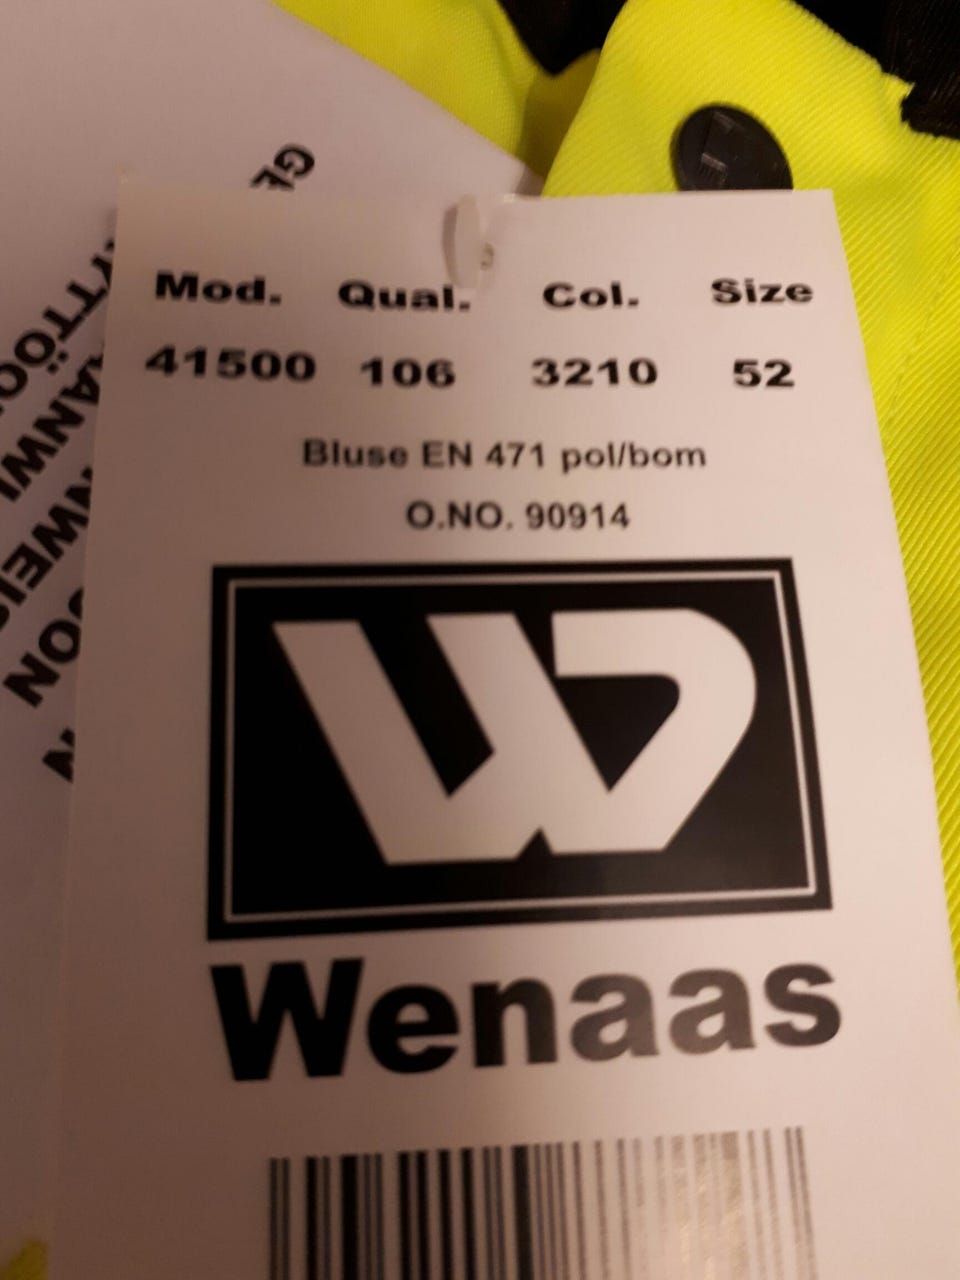 Mod. Qual. Col. Size
41500 106 3210 52
Bluse EN 471 pol/bom
O.NO. 90914
W
Wenaas